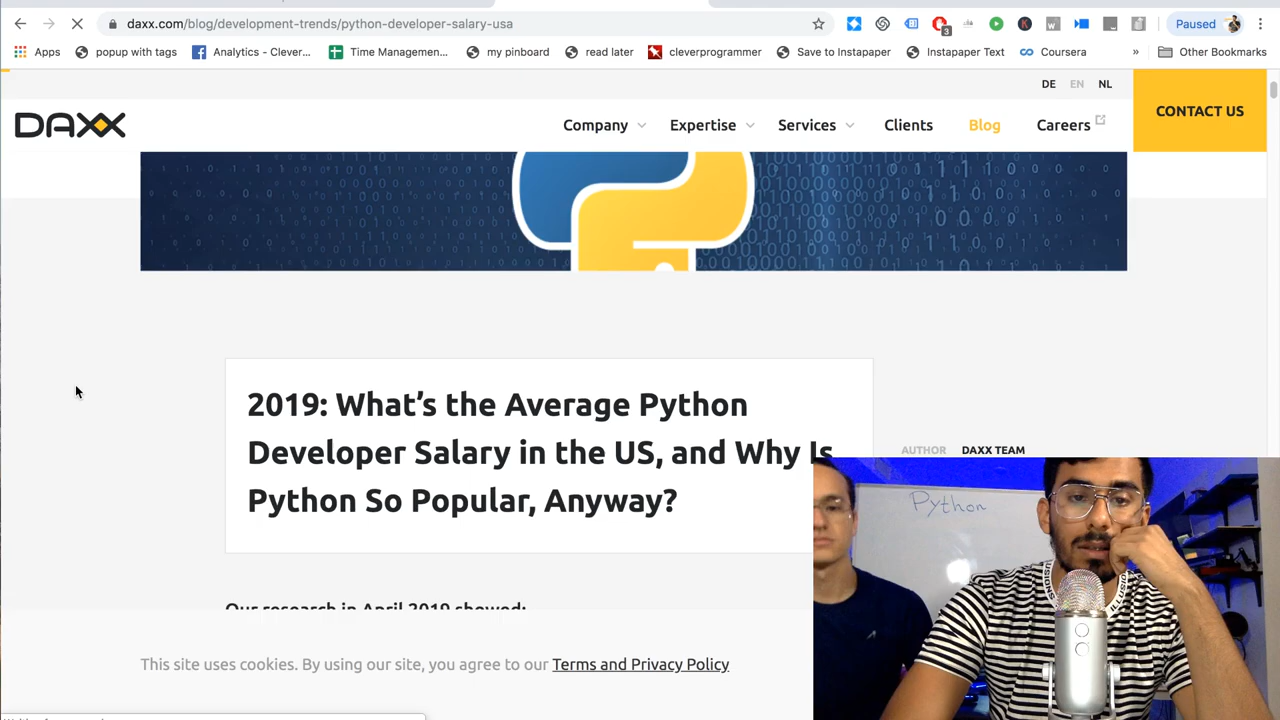 daxx.com/blog/development-trends/python-developer-salary-usa
3
Paused
Apps
popup with tags
Analytics - Clever...
Time Managemen...
my pinboard
read later
cleverprogrammer
Save to Instapaper
Instapaper Text
Coursera
»
Other Bookmarks
DE EN NL
CONTACT US
DAXX
Company
Expertise
Services
Clients
Blog
Careers
2019: What's the Average Python
Developer Salary in the US, and Why Is
Python So Popular, Anyway?
AUTHOR DAXX TEAM
Python
Our research in April 2019 showed:
This site uses cookies. By using our site, you agree to our Terms and Privacy Policy